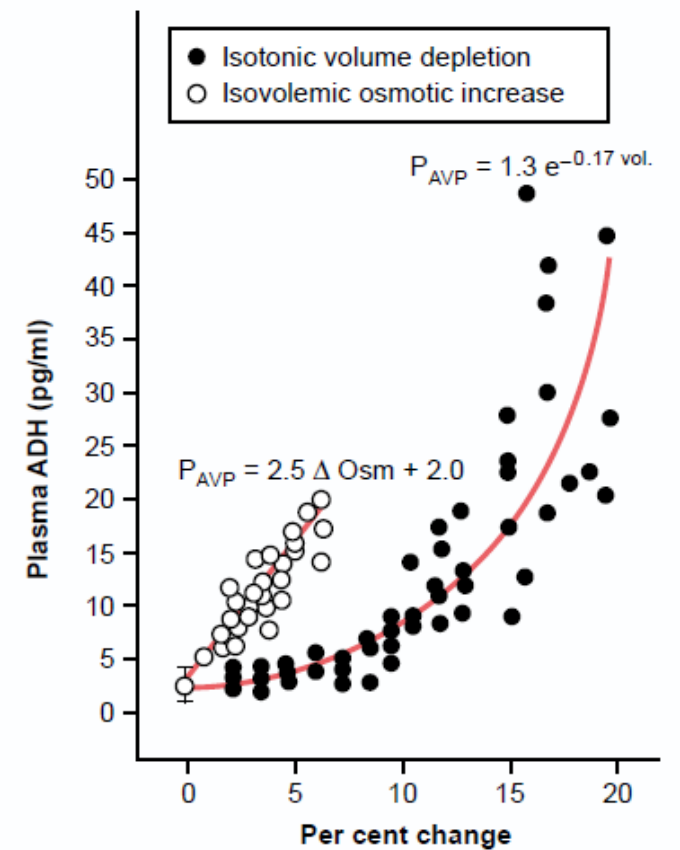 Isotonic volume depletion
Isovolemic osmotic increase
P_AVP = 1.3 e^−0.17 vol.
50
45
40
35
30
25
P_AVP = 2.5 Δ Osm + 2.0
20
15
10
5
0
Plasma ADH (pg/ml)
0 5 10 15 20
Per cent change